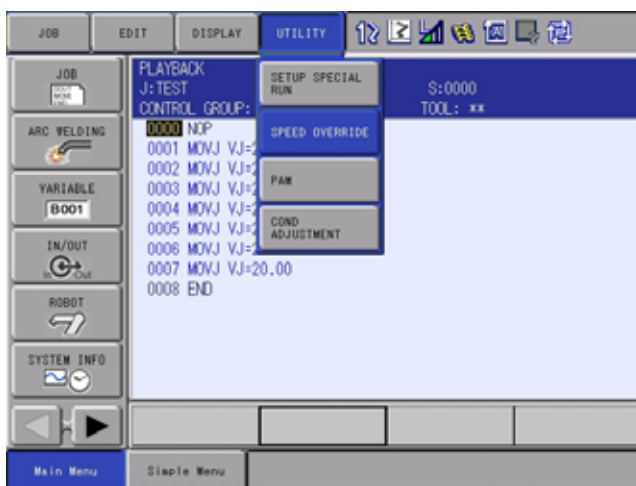 JOB EDIT DISPLAY UTILITY
JOB
ARC WELDING
VARIABLE
B001
IN/OUT
In Out
ROBOT
SYSTEM INFO
PLAYBACK
J:TEST S:0000
CONTROL GROUP: TOOL: **
0000 NOP
0001 MOVJ VJ=2
0002 MOVJ VJ=2
0003 MOVJ VJ=2
0004 MOVJ VJ=2
0005 MOVJ VJ=2
0006 MOVJ VJ=2
0007 MOVJ VJ=20.00
0008 END
SETUP SPECIAL
RUN
SPEED OVERRIDE
PAM
COND
ADJUSTMENT
Main Menu Simple Menu